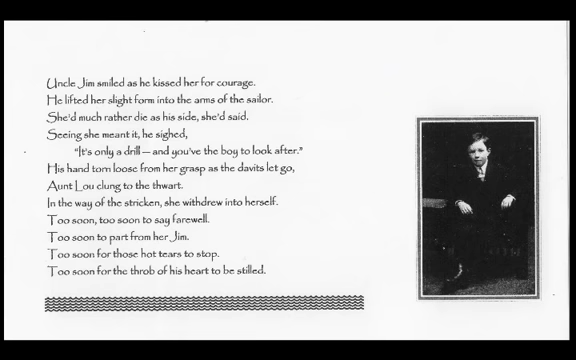 Uncle Jim smiled as he kissed her for courage.
He lifted her slight form into the arms of the sailor.
She'd much rather die as his side, she'd said.
Seeing she meant it, he sighed,
"It's only a drill — and you've the boy to look after."
His hand torn loose from her grasp as the davits let go,
Aunt Lou clung to the thwart.
In the way of the stricken, she withdrew into herself.
Too soon, too soon to say farewell.
Too soon to part from her Jim.
Too soon for those hot tears to stop.
Too soon for the throb of his heart to be stilled.